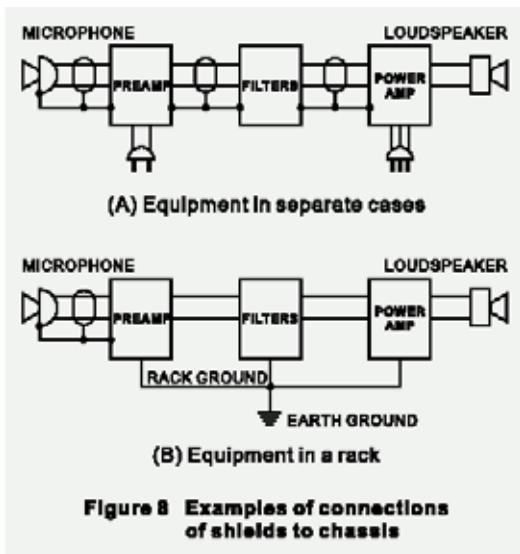 MICROPHONE LOUDSPEAKER
PREAMP FILTERS POWER AMP
(A) Equipment in separate cases
MICROPHONE LOUDSPEAKER
PREAMP FILTERS POWER AMP
RACK GROUND
EARTH GROUND
(B) Equipment in a rack
Figure 8 Examples of connections
of shields to chassis